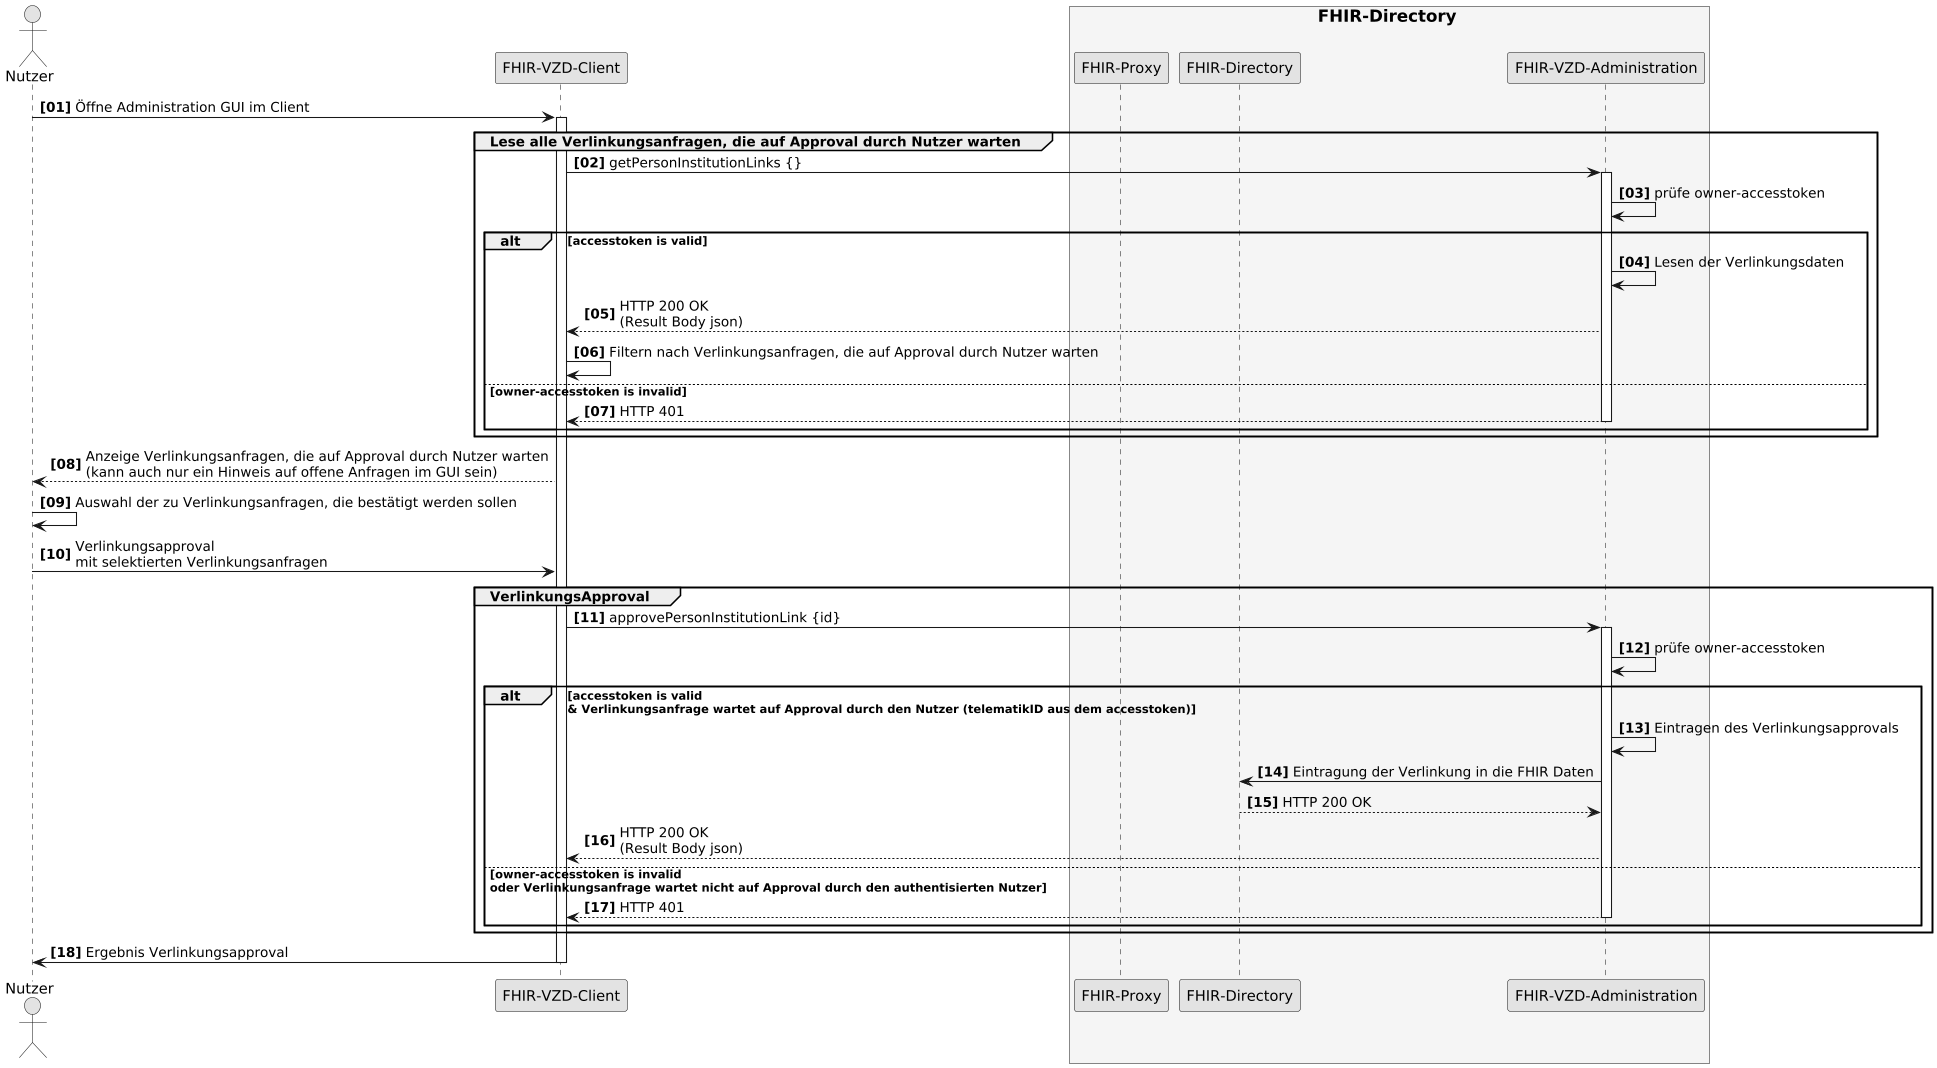 FHIR-Directory
Nutzer
FHIR-VZD-Client
FHIR-Proxy
FHIR-Directory
FHIR-VZD-Administration
[01] Öffne Administration GUI im Client
Lese alle Verlinkungsanfragen, die auf Approval durch Nutzer warten
[02] getPersonInstitutionLinks {}
[03] prüfe owner-accesstoken
alt [accesstoken is valid]
[04] Lesen der Verlinkungsdaten
[05] HTTP 200 OK
(Result Body json)
[06] Filtern nach Verlinkungsanfragen, die auf Approval durch Nutzer warten
[owner-accesstoken is invalid]
[07] HTTP 401
[08] Anzeige Verlinkungsanfragen, die auf Approval durch Nutzer warten
(kann auch nur ein Hinweis auf offene Anfragen im GUI sein)
[09] Auswahl der zu Verlinkungsanfragen, die bestätigt werden sollen
[10] Verlinkungsapproval
mit selektierten Verlinkungsanfragen
VerlinkungsApproval
[11] approvePersonInstitutionLink {id}
[12] prüfe owner-accesstoken
alt [accesstoken is valid
& Verlinkungsanfrage wartet auf Approval durch den Nutzer (telematikID aus dem accesstoken)]
[13] Eintragen des Verlinkungsapprovals
[14] Eintragung der Verlinkung in die FHIR Daten
[15] HTTP 200 OK
[16] HTTP 200 OK
(Result Body json)
[owner-accesstoken is invalid
oder Verlinkungsanfrage wartet nicht auf Approval durch den authentisierten Nutzer]
[17] HTTP 401
[18] Ergebnis Verlinkungsapproval
Nutzer
FHIR-VZD-Client
FHIR-Proxy
FHIR-Directory
FHIR-VZD-Administration